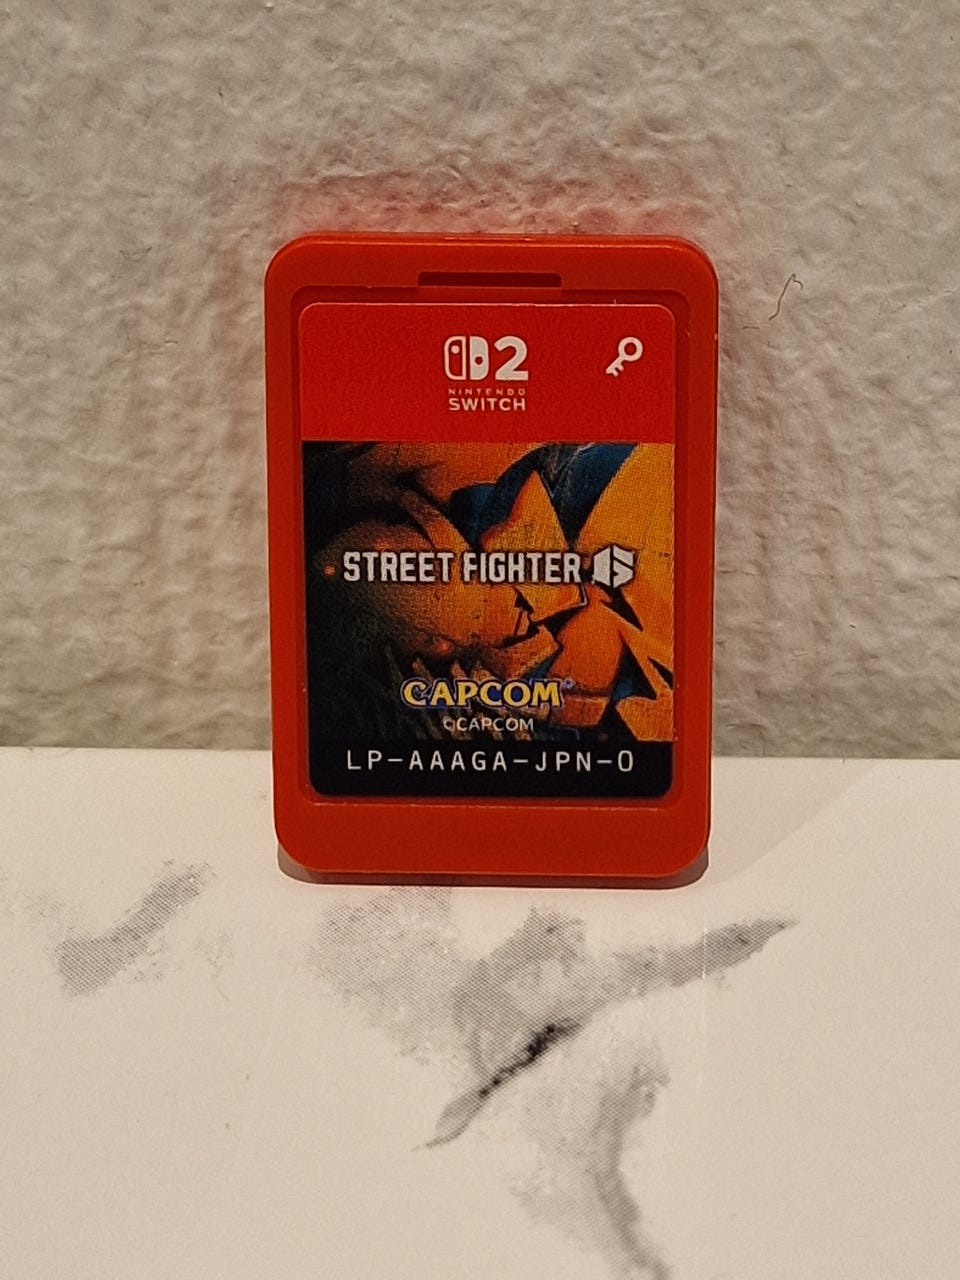 2
NINTENDO
SWITCH
STREET FIGHTER 6
CAPCOM®
©CAPCOM
LP-AAAGA-JPN-0